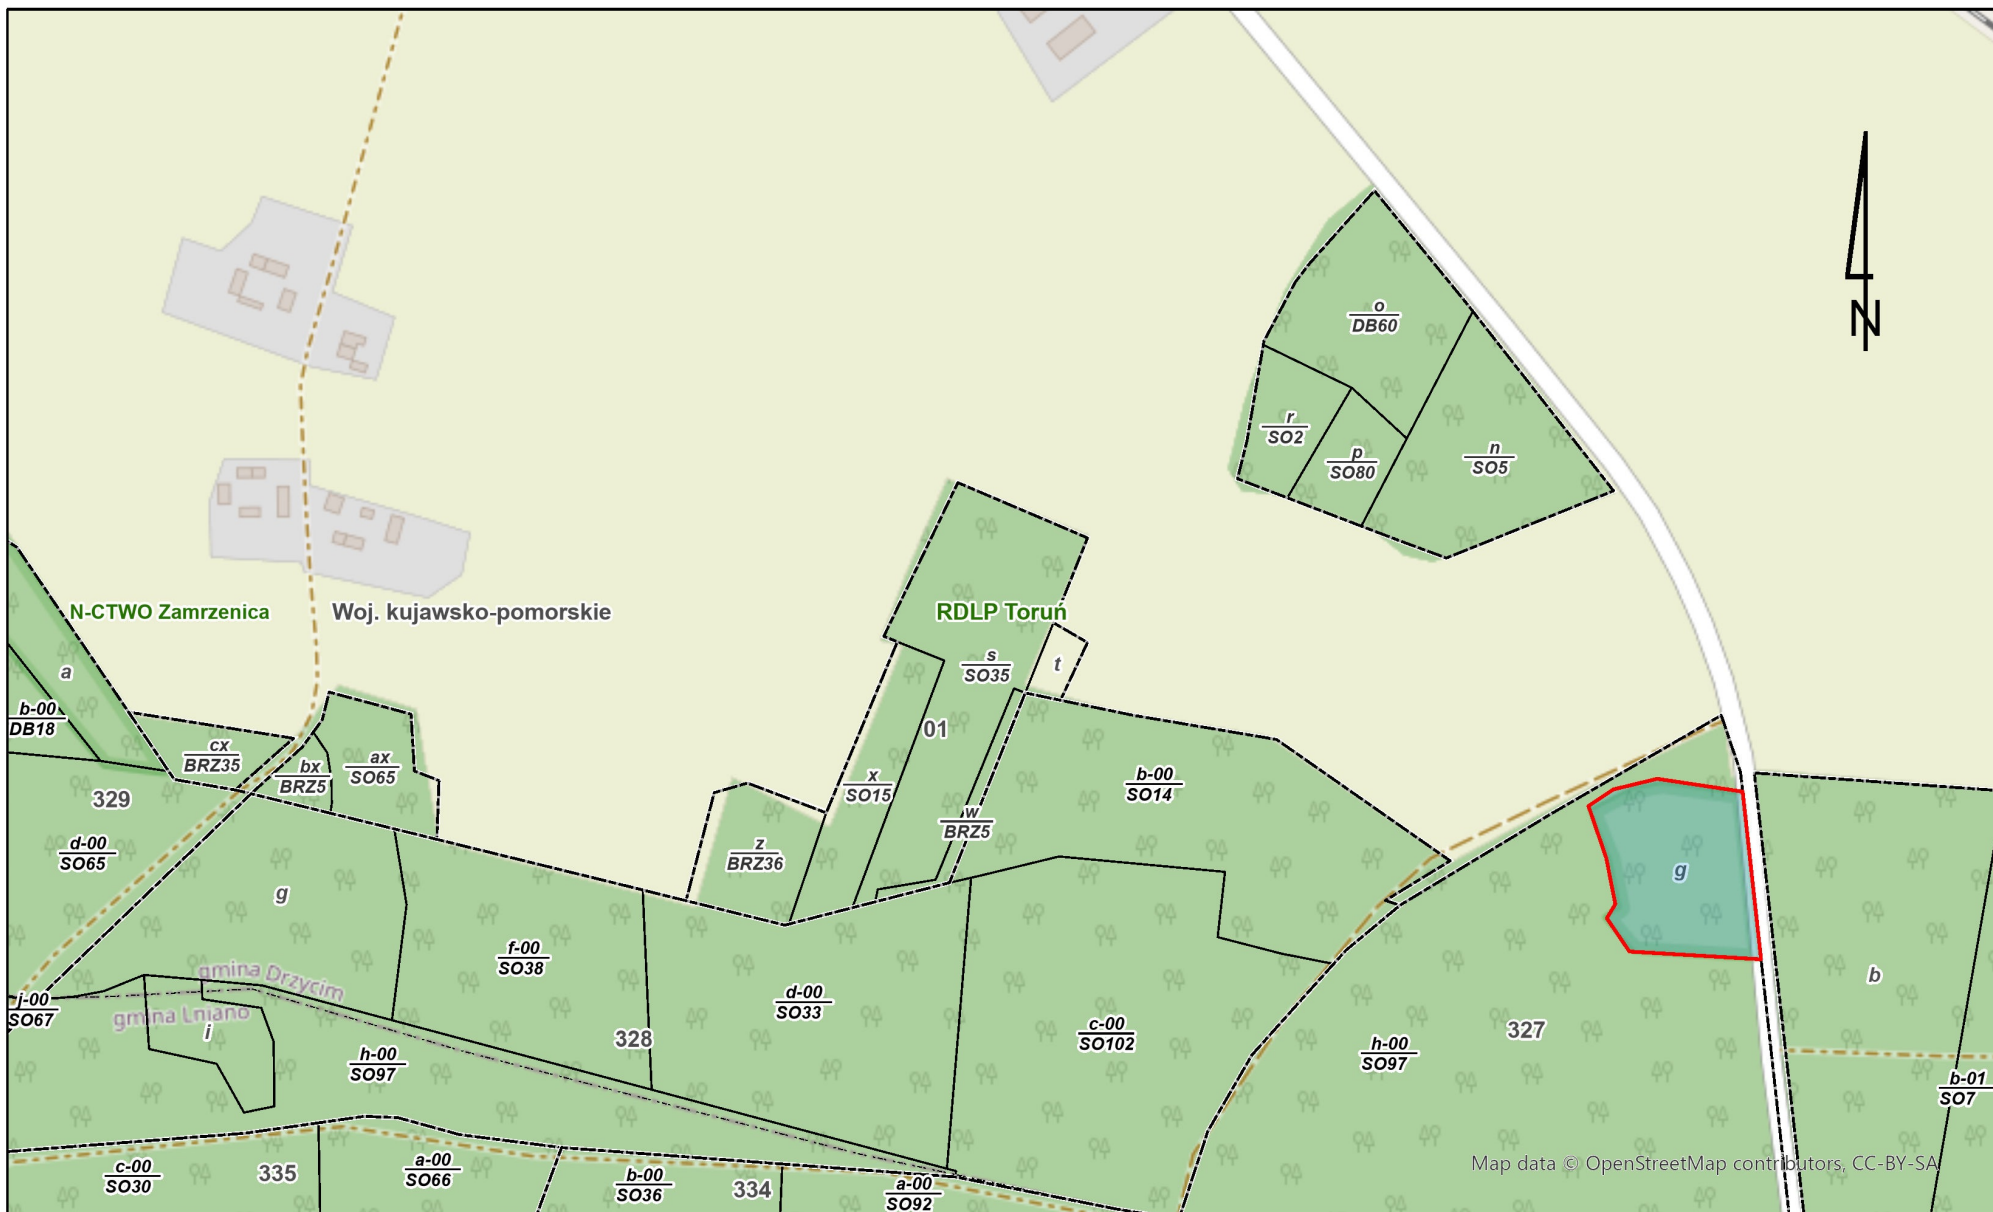 N
o
DB60
r
SO2
p
SO80
n
SO5
N-CTWO Zamrzenica
Woj. kujawsko-pomorskie
RDLP Toruń
a
s
SO35
t
b-00
DB18
01
cx
BRZ35
bx
BRZ5
ax
SO65
x
SO15
b-00
SO14
329
w
BRZ5
d-00
SO65
z
BRZ36
g
g
f-00
SO38
gmina Drzycim
b
j-00
SO67
gmina Lniano
i
d-00
SO33
328
c-00
SO102
327
h-00
SO97
h-00
SO97
b-01
SO7
c-00
SO30
335
a-00
SO66
b-00
SO36
334
a-00
SO92
Map data © OpenStreetMap contributors, CC-BY-SA